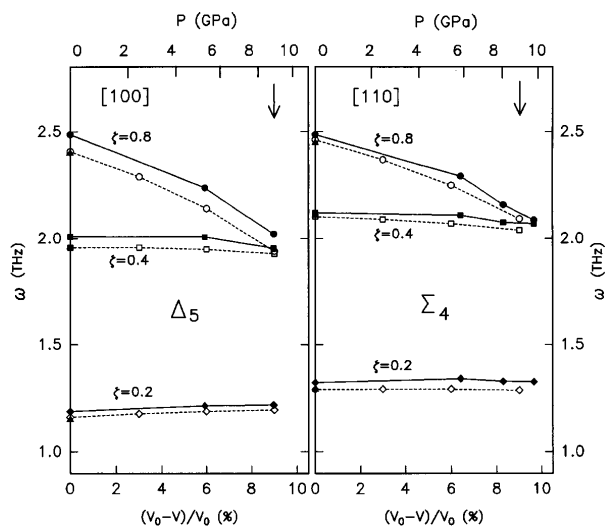 P (GPa) P (GPa)
0 2 4 6 8 10 0 2 4 6 8 10
[100] [110]
2.5 ζ=0.8 ζ=0.8 2.5
2.0 ζ=0.4 ζ=0.4 2.0
ω (THz) Δ5 Σ4 ω (THz)
1.5 1.5
ζ=0.2 ζ=0.2
1.0 1.0
0 2 4 6 8 10 0 2 4 6 8 10
(V0-V)/V0 (%) (V0-V)/V0 (%)